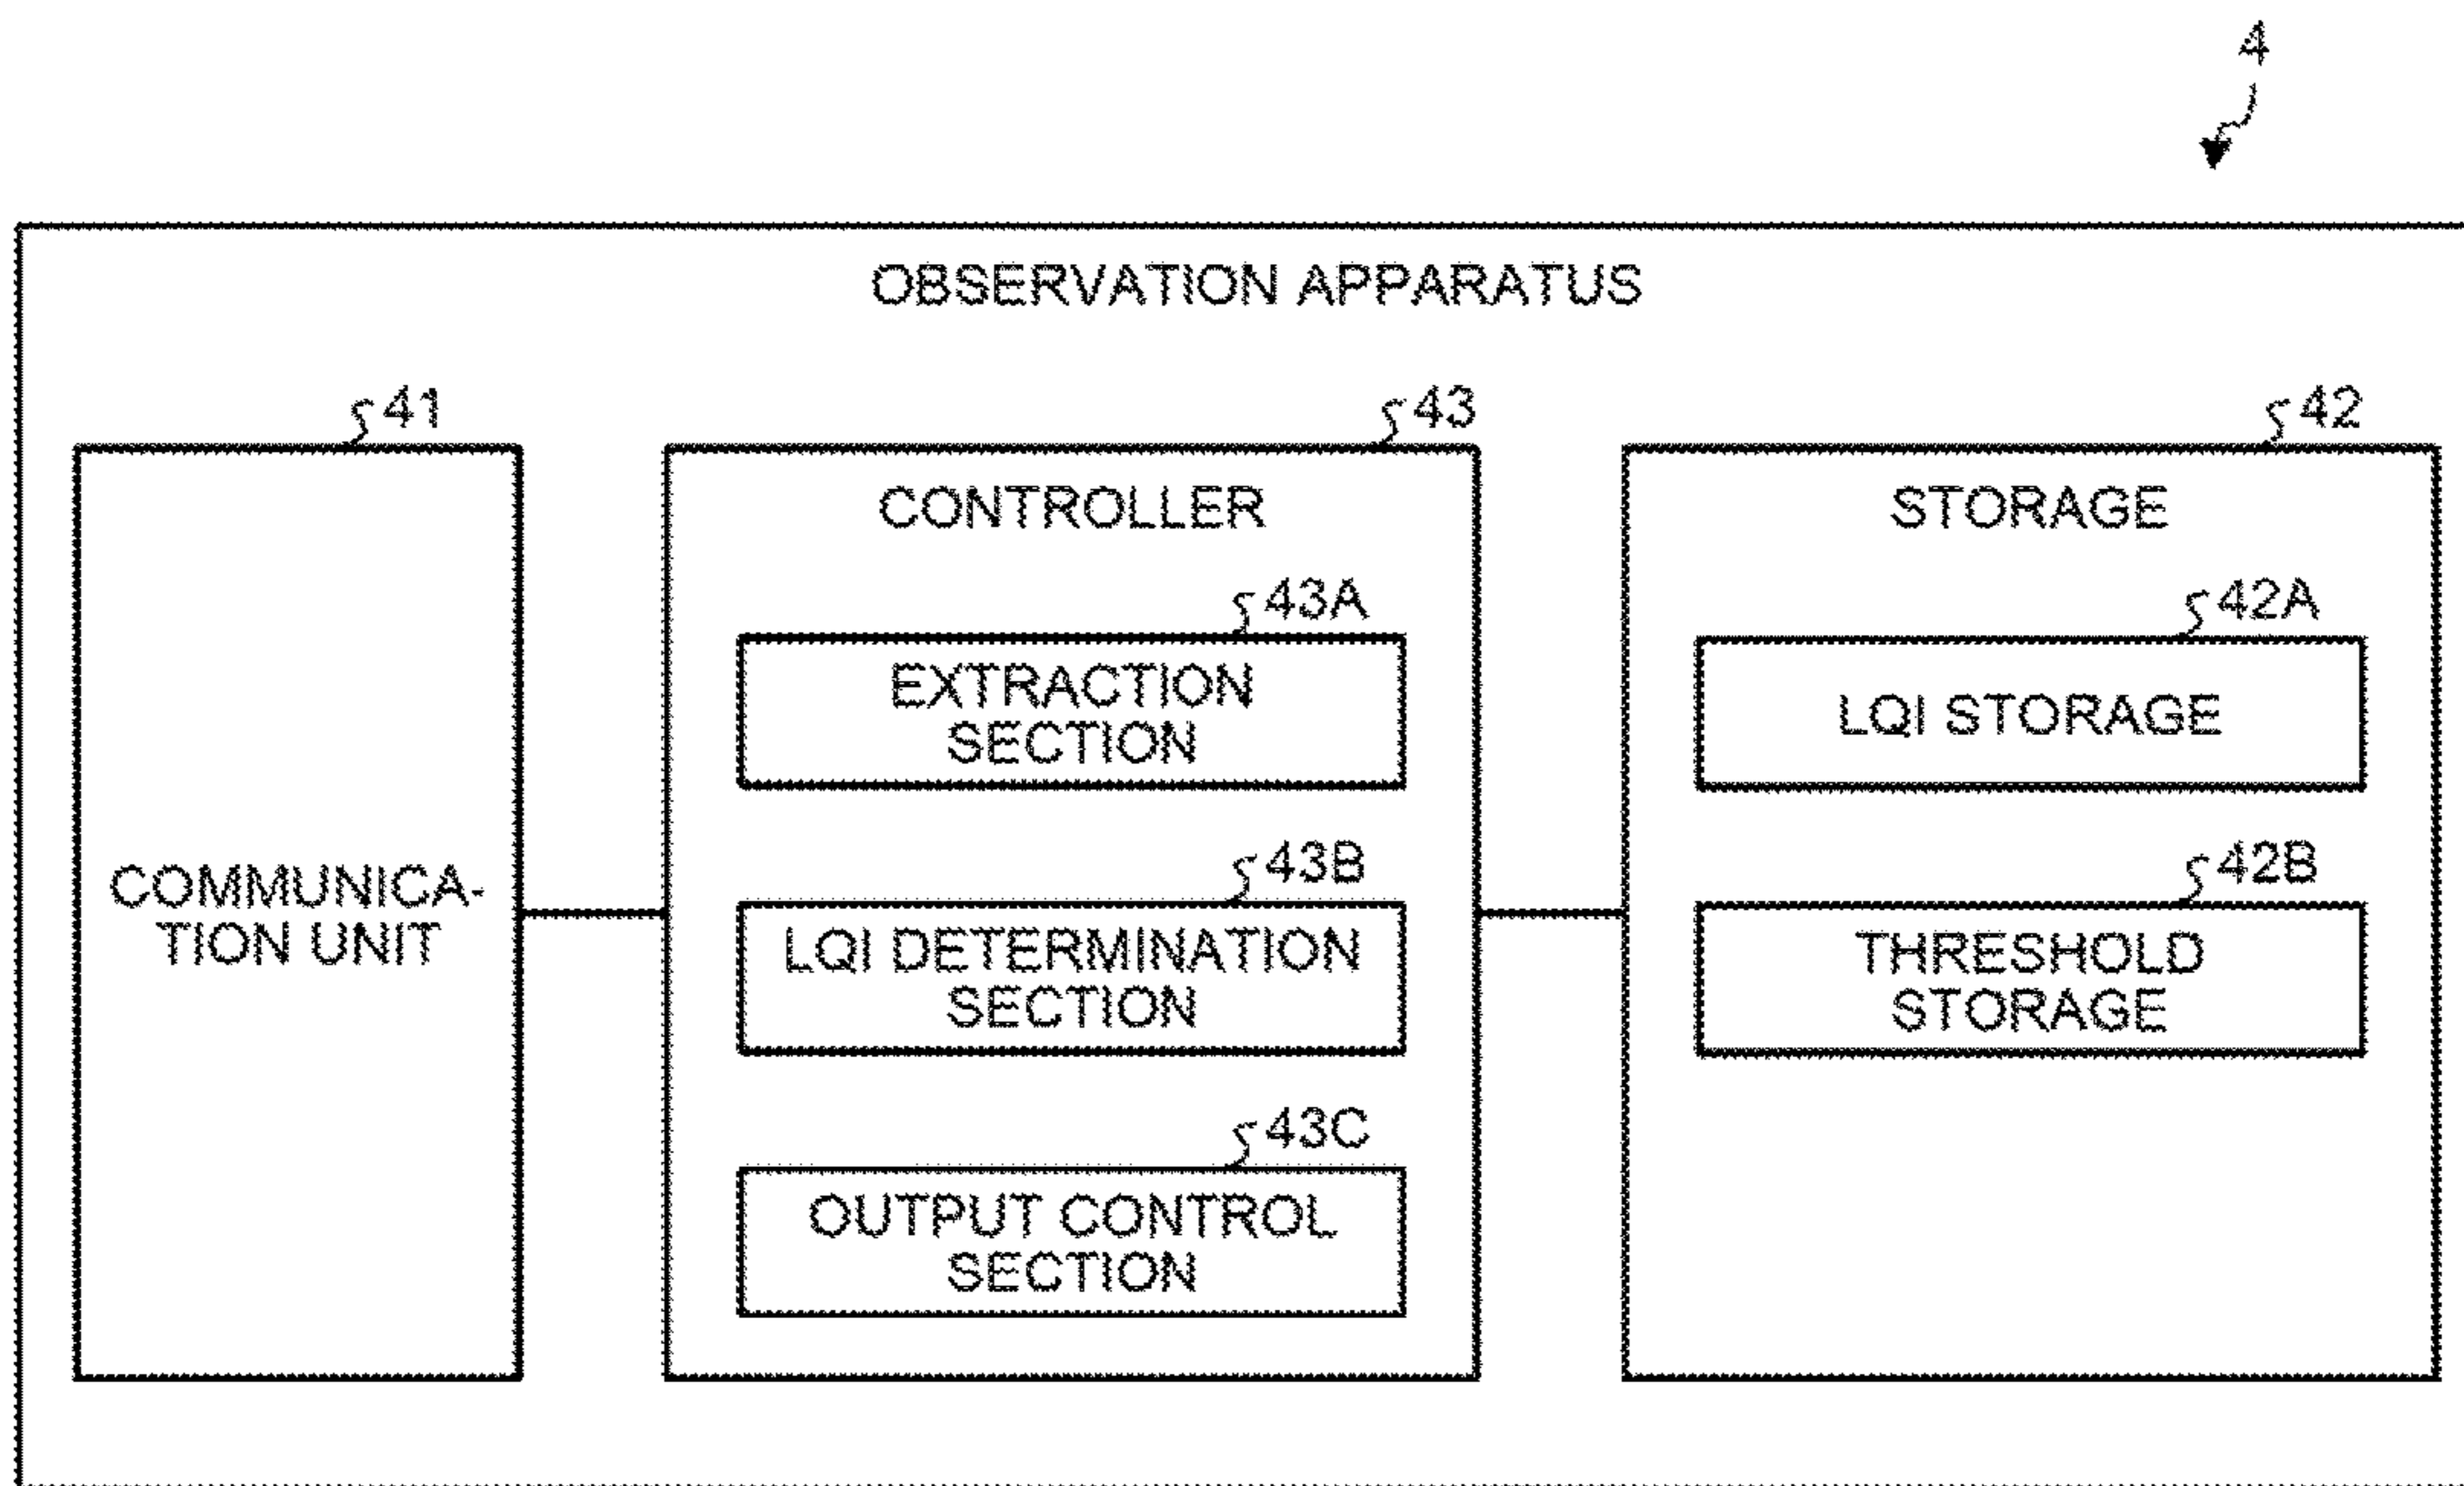 4
OBSERVATION APPARATUS
41
COMMUNICA-
TION UNIT
43
CONTROLLER
43A
EXTRACTION
SECTION
43B
LQI DETERMINATION
SECTION
43C
OUTPUT CONTROL
SECTION
42
STORAGE
42A
LQI STORAGE
42B
THRESHOLD
STORAGE